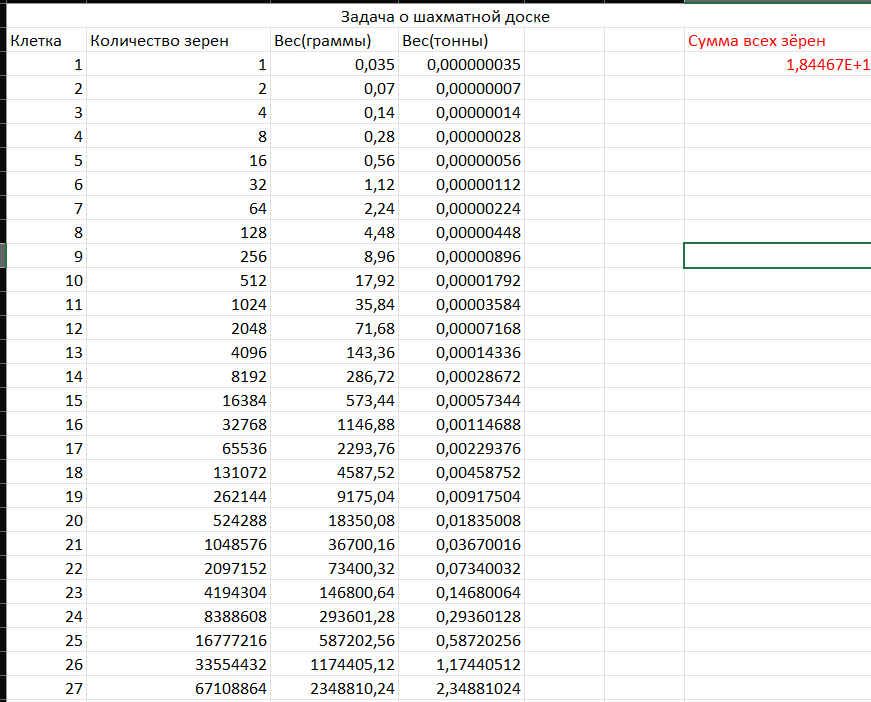 Задача о шахматной доске
Клетка Количество зерен Вес(граммы) Вес(тонны) Сумма всех зёрен
1 1 0,035 0,000000035 1,84467E+1
2 2 0,07 0,00000007
3 4 0,14 0,00000014
4 8 0,28 0,00000028
5 16 0,56 0,00000056
6 32 1,12 0,00000112
7 64 2,24 0,00000224
8 128 4,48 0,00000448
9 256 8,96 0,00000896
10 512 17,92 0,00001792
11 1024 35,84 0,00003584
12 2048 71,68 0,00007168
13 4096 143,36 0,00014336
14 8192 286,72 0,00028672
15 16384 573,44 0,00057344
16 32768 1146,88 0,00114688
17 65536 2293,76 0,00229376
18 131072 4587,52 0,00458752
19 262144 9175,04 0,00917504
20 524288 18350,08 0,01835008
21 1048576 36700,16 0,03670016
22 2097152 73400,32 0,07340032
23 4194304 146800,64 0,14680064
24 8388608 293601,28 0,29360128
25 16777216 587202,56 0,58720256
26 33554432 1174405,12 1,17440512
27 67108864 2348810,24 2,34881024